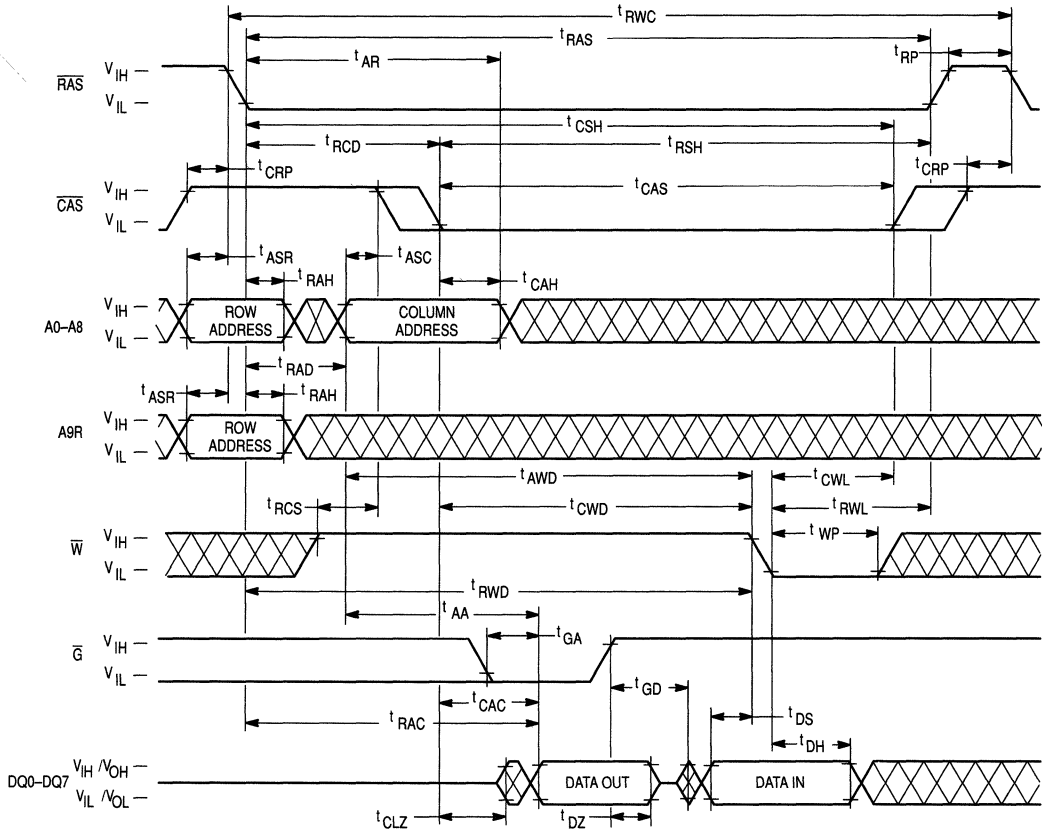 t RWC
t RAS
t AR
t RP
RAS
V IH
V IL
t CSH
t RCD
t RSH
t CRP
t CRP
t CAS
CAS
V IH
V IL
t ASR
t RAH
t ASC
t CAH
A0–A8
V IH
V IL
ROW
ADDRESS
COLUMN
ADDRESS
t RAD
t ASR
t RAH
A9R
V IH
V IL
ROW
ADDRESS
t AWD
t CWL
t RCS
t CWD
t RWL
t WP
W
V IH
V IL
t RWD
t AA
t GA
G
V IH
V IL
t CAC
t GD
t RAC
t DS
t DH
DQ0–DQ7
V IH /V OH
V IL /V OL
DATA OUT
DATA IN
t CLZ
t DZ